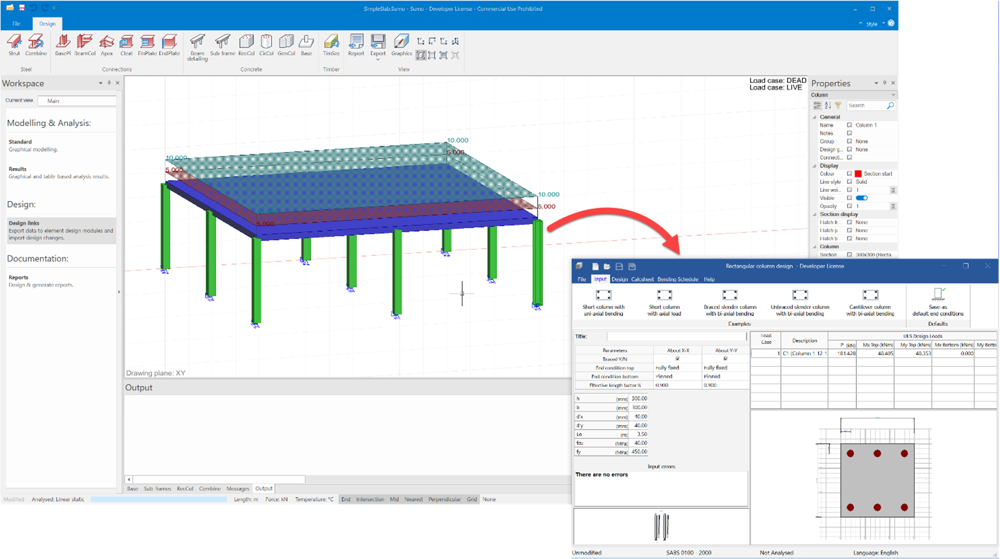 SimpleSlab.Sumo - Sumo - Developer License - Commercial Use Prohibited
File
Design
Style
Strut
Combine
BasePl
BeamCol
Apex
Cleat
FinPlate
EndPlate
Beam detailing
Sub frame
RecCol
CirCol
GenCol
Base
TimSec
Report
Export
Graphics
Steel
Connections
Concrete
Timber
View
Workspace
Current view:
Main
Modelling & Analysis:
Standard
Graphical modelling.
Results
Graphical and table-based analysis results.
Design:
Design links
Export data to element design modules and
import design changes.
Documentation:
Reports
Design & generate reports.
Load case: DEAD
Load case: LIVE
10.000
5.000
10.000
5.000
10.000
5.000
5.000
Drawing plane: XY
Output
Base
Sub frames
RecCol
Combine
Messages
Output
Modified
Analysed: Linear static
Length: m
Force: kN
Temperature: °C
End
Intersection
Mid
Nearest
Perpendicular
Grid
None
Properties
Column
Search
General
Name Column 1
Notes
Group None
Design g... None
Connecti...
Display
Colour Section start
Line style Solid
Line wei... 1
Visible
Opacity 1
Section display
Hatch fr... None
Hatch p... None
Hatch b... None
Column
Section 300x300 (Recta
Rectangular column design - Developer License
File
Input
Design
Calcsheet
Bending Schedule
Help
Short column with
uni-axial bending
Short column
with axial load
Braced slender column
with bi-axial bending
Unbraced slender column
with bi-axial bending
Cantilever column
with bi-axial bending
Save as
default end conditions
Examples
Defaults
Title:
Parameters About X-X About Y-Y
Braced Y/N
End condition top Fully fixed Fully fixed
End condition bottom Pinned Pinned
Effective length factor ß 0.900 0.900
h (mm) 300.00
b (mm) 300.00
d'x (mm) 40.00
d'y (mm) 40.00
Lo (m) 3.50
fcu (MPa) 40.00
fy (MPa) 450.00
Input errors
There are no errors
Load Case
Description
ULS Design Loads
P (kN) Mx Top (kNm) My Top (kNm) Mx Bottom (kNm) My Botto
1 C1 (Column 1 12 1 181.428 48.405 48.353 0.000
Unmodified
SABS 0100 - 2000
Not Analysed
Language: English